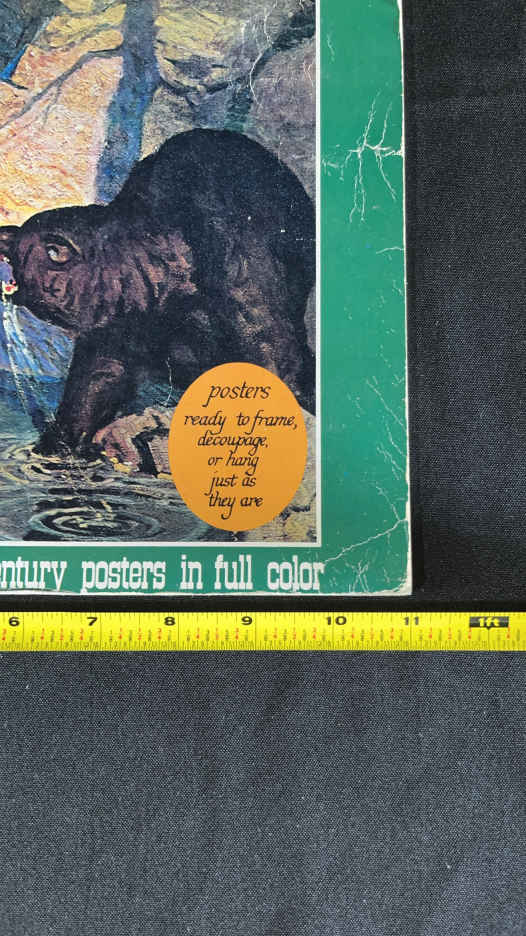 posters
ready to frame,
decoupage,
or hang
just as
they are
entury posters in full color
6 7 8 9 10 11 1ft